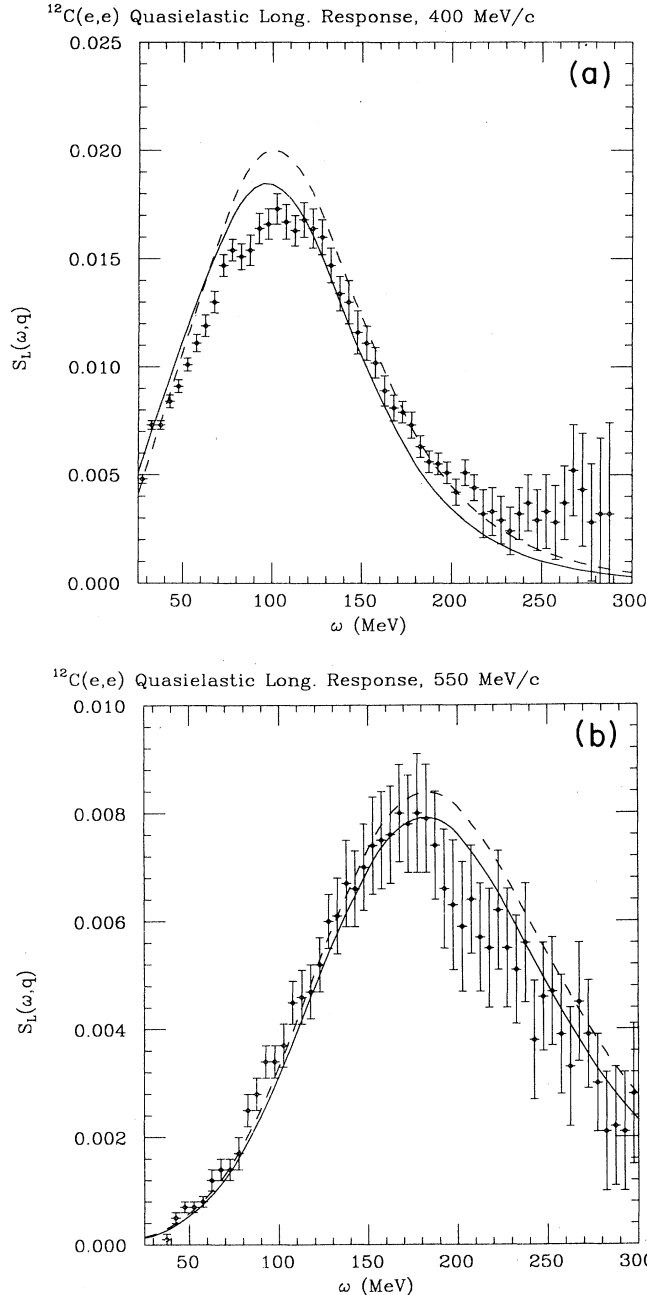 ¹²C(e,e) Quasielastic Long. Response, 400 MeV/c
(a)
0.025
0.020
0.015
0.010
0.005
0.000
S_L(ω,q)
50 100 150 200 250 300
ω (MeV)
¹²C(e,e) Quasielastic Long. Response, 550 MeV/c
(b)
0.010
0.008
0.006
0.004
0.002
0.000
S_L(ω,q)
50 100 150 200 250 300
ω (MeV)